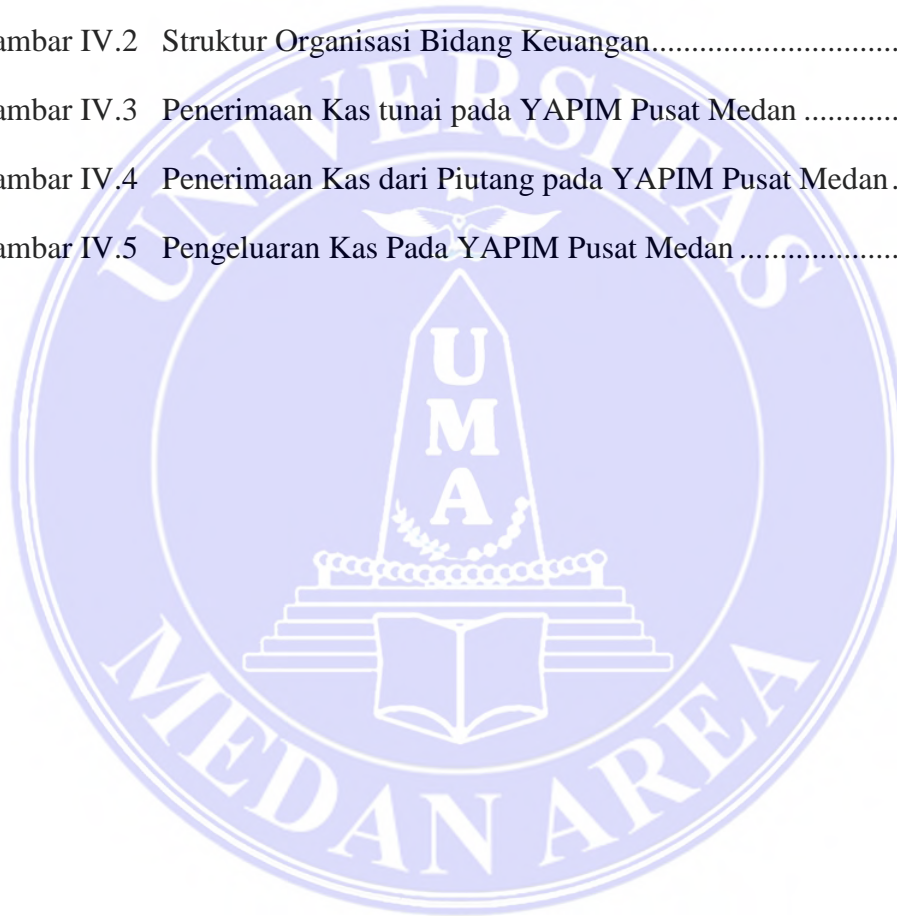 ambar IV.2 Struktur Organisasi Bidang Keuangan..............................
ambar IV.3 Penerimaan Kas tunai pada YAPIM Pusat Medan ............
ambar IV.4 Penerimaan Kas dari Piutang pada YAPIM Pusat Medan .
ambar IV.5 Pengeluaran Kas Pada YAPIM Pusat Medan ...................
UNIVERSITAS
U
M
A
MEDAN AREA